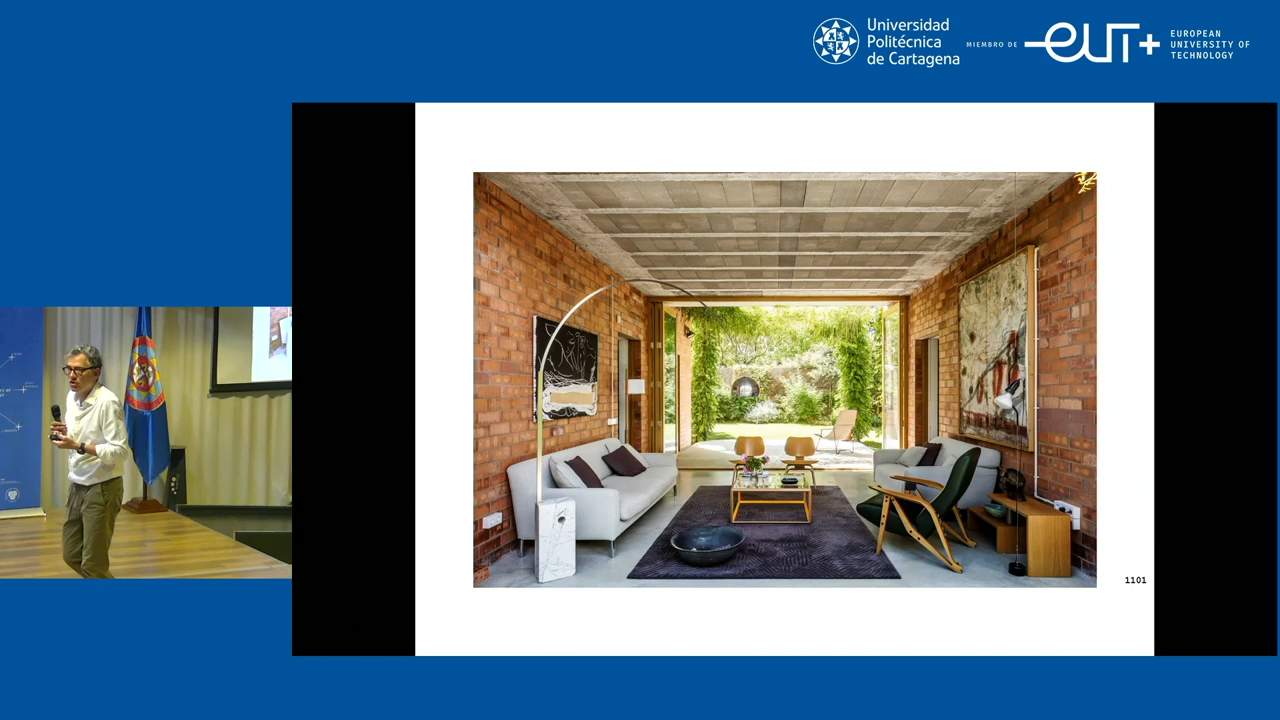 Universidad
Politécnica
de Cartagena
MIEMBRO DE
eut+
EUROPEAN
UNIVERSITY OF
TECHNOLOGY
1101